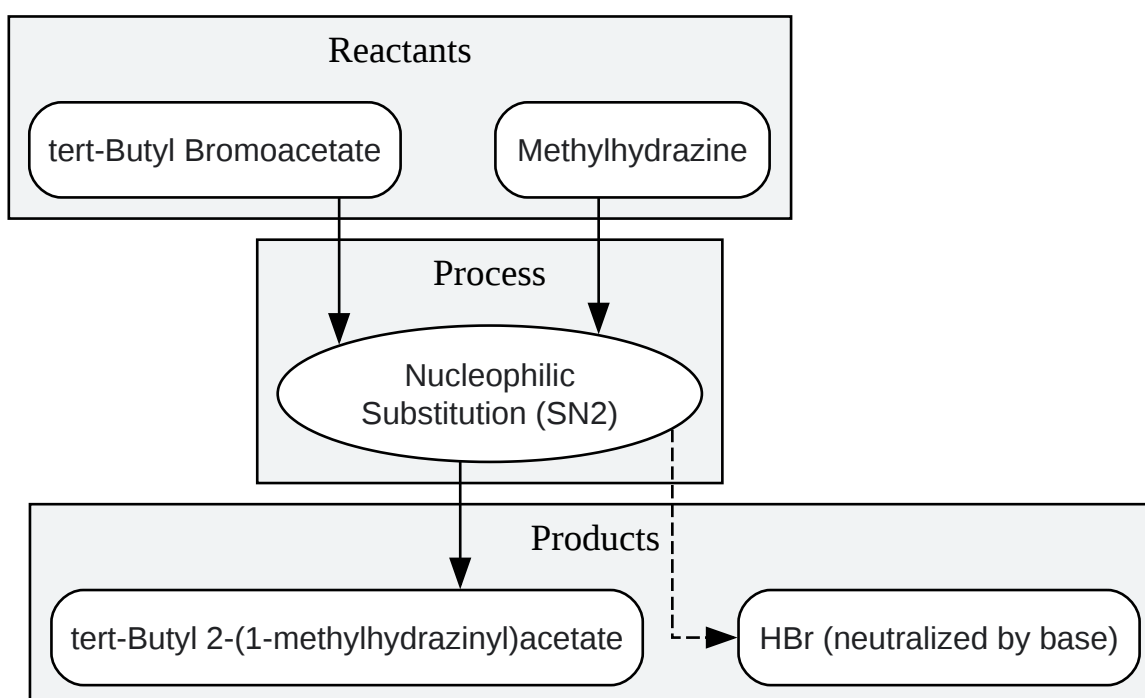 Reactants
tert-Butyl Bromoacetate
Methylhydrazine
Process
Nucleophilic
Substitution (SN2)
Products
tert-Butyl 2-(1-methylhydrazinyl)acetate
HBr (neutralized by base)